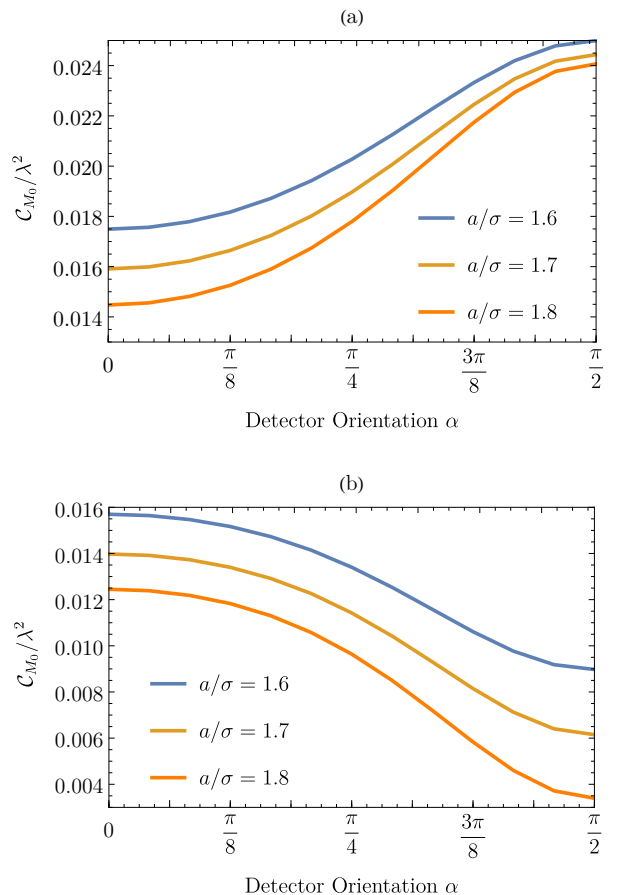 (a)
0.024
0.022
0.020
0.018
0.016
0.014
𝒞_{M_0}/λ^2
a/σ = 1.6
a/σ = 1.7
a/σ = 1.8
0 π/8 π/4 3π/8 π/2
Detector Orientation α
(b)
0.016
0.014
0.012
0.010
0.008
0.006
0.004
𝒞_{M_0}/λ^2
a/σ = 1.6
a/σ = 1.7
a/σ = 1.8
0 π/8 π/4 3π/8 π/2
Detector Orientation α